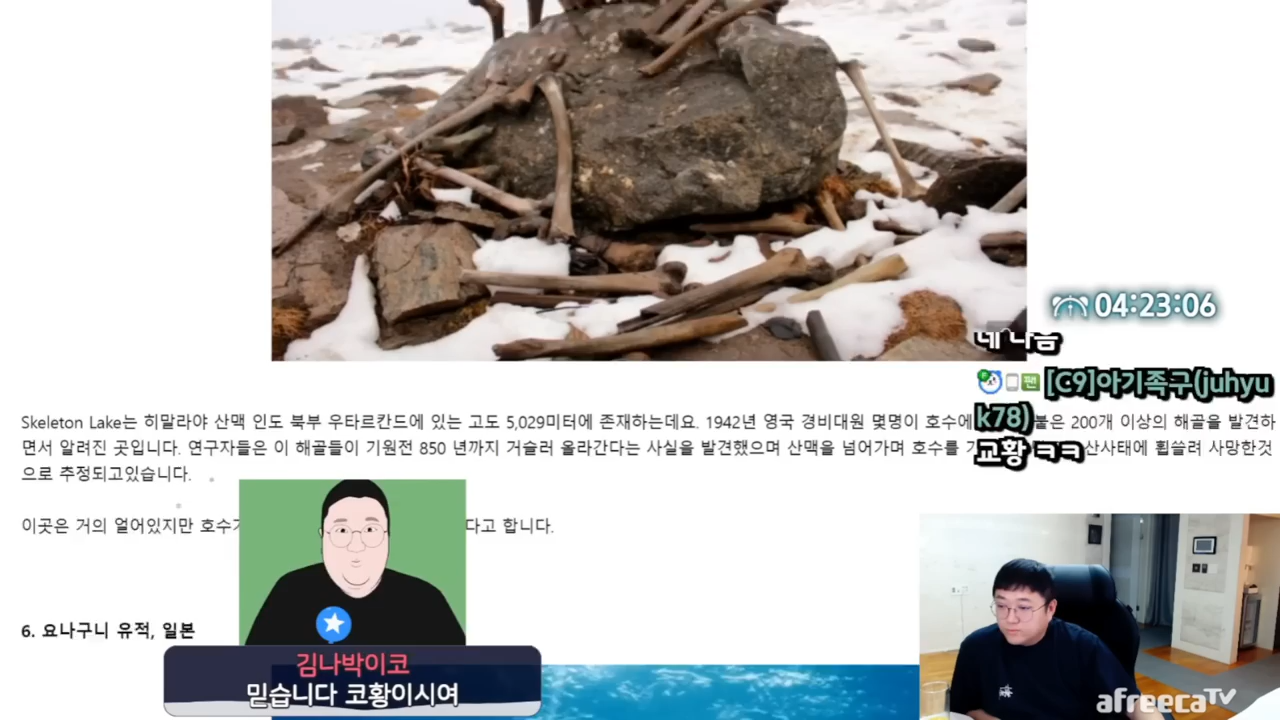 04:23:06
네 나음
[C9]아기족구(juhyu
k78)
교황 ㅋㅋ
Skeleton Lake는 히말라야 산맥 인도 북부 우타르칸드에 있는 고도 5,029미터에 존재하는데요. 1942년 영국 경비대원 몇명이 호수에 붙은 200개 이상의 해골을 발견하
면서 알려진 곳입니다. 연구자들은 이 해골들이 기원전 850 년까지 거슬러 올라간다는 사실을 발견했으며 산맥을 넘어가며 호수를 산사태에 휩쓸려 사망한것
으로 추정되고있습니다.
이곳은 거의 얼어있지만 다고 합니다.
6. 요나구니 유적, 일본
김나박이코
믿습니다 코황이시여
afreecaTV